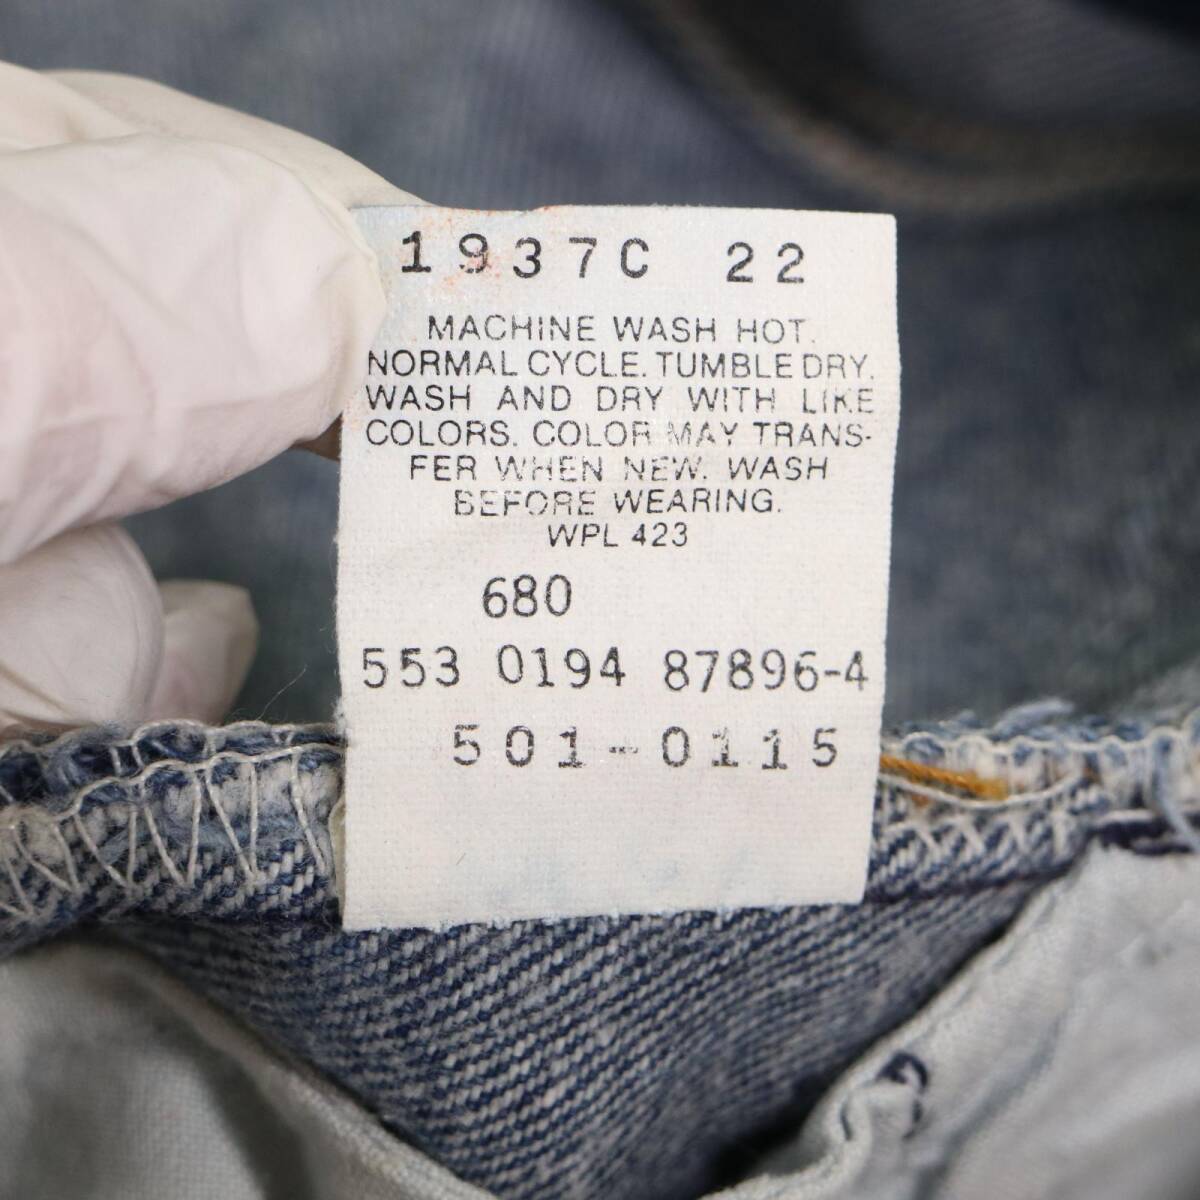 1937C 22
MACHINE WASH HOT.
NORMAL CYCLE. TUMBLE DRY.
WASH AND DRY WITH LIKE
COLORS. COLOR MAY TRANS-
FER WHEN NEW. WASH
BEFORE WEARING.
WPL 423
680
553 0194 87896-4
501-0115